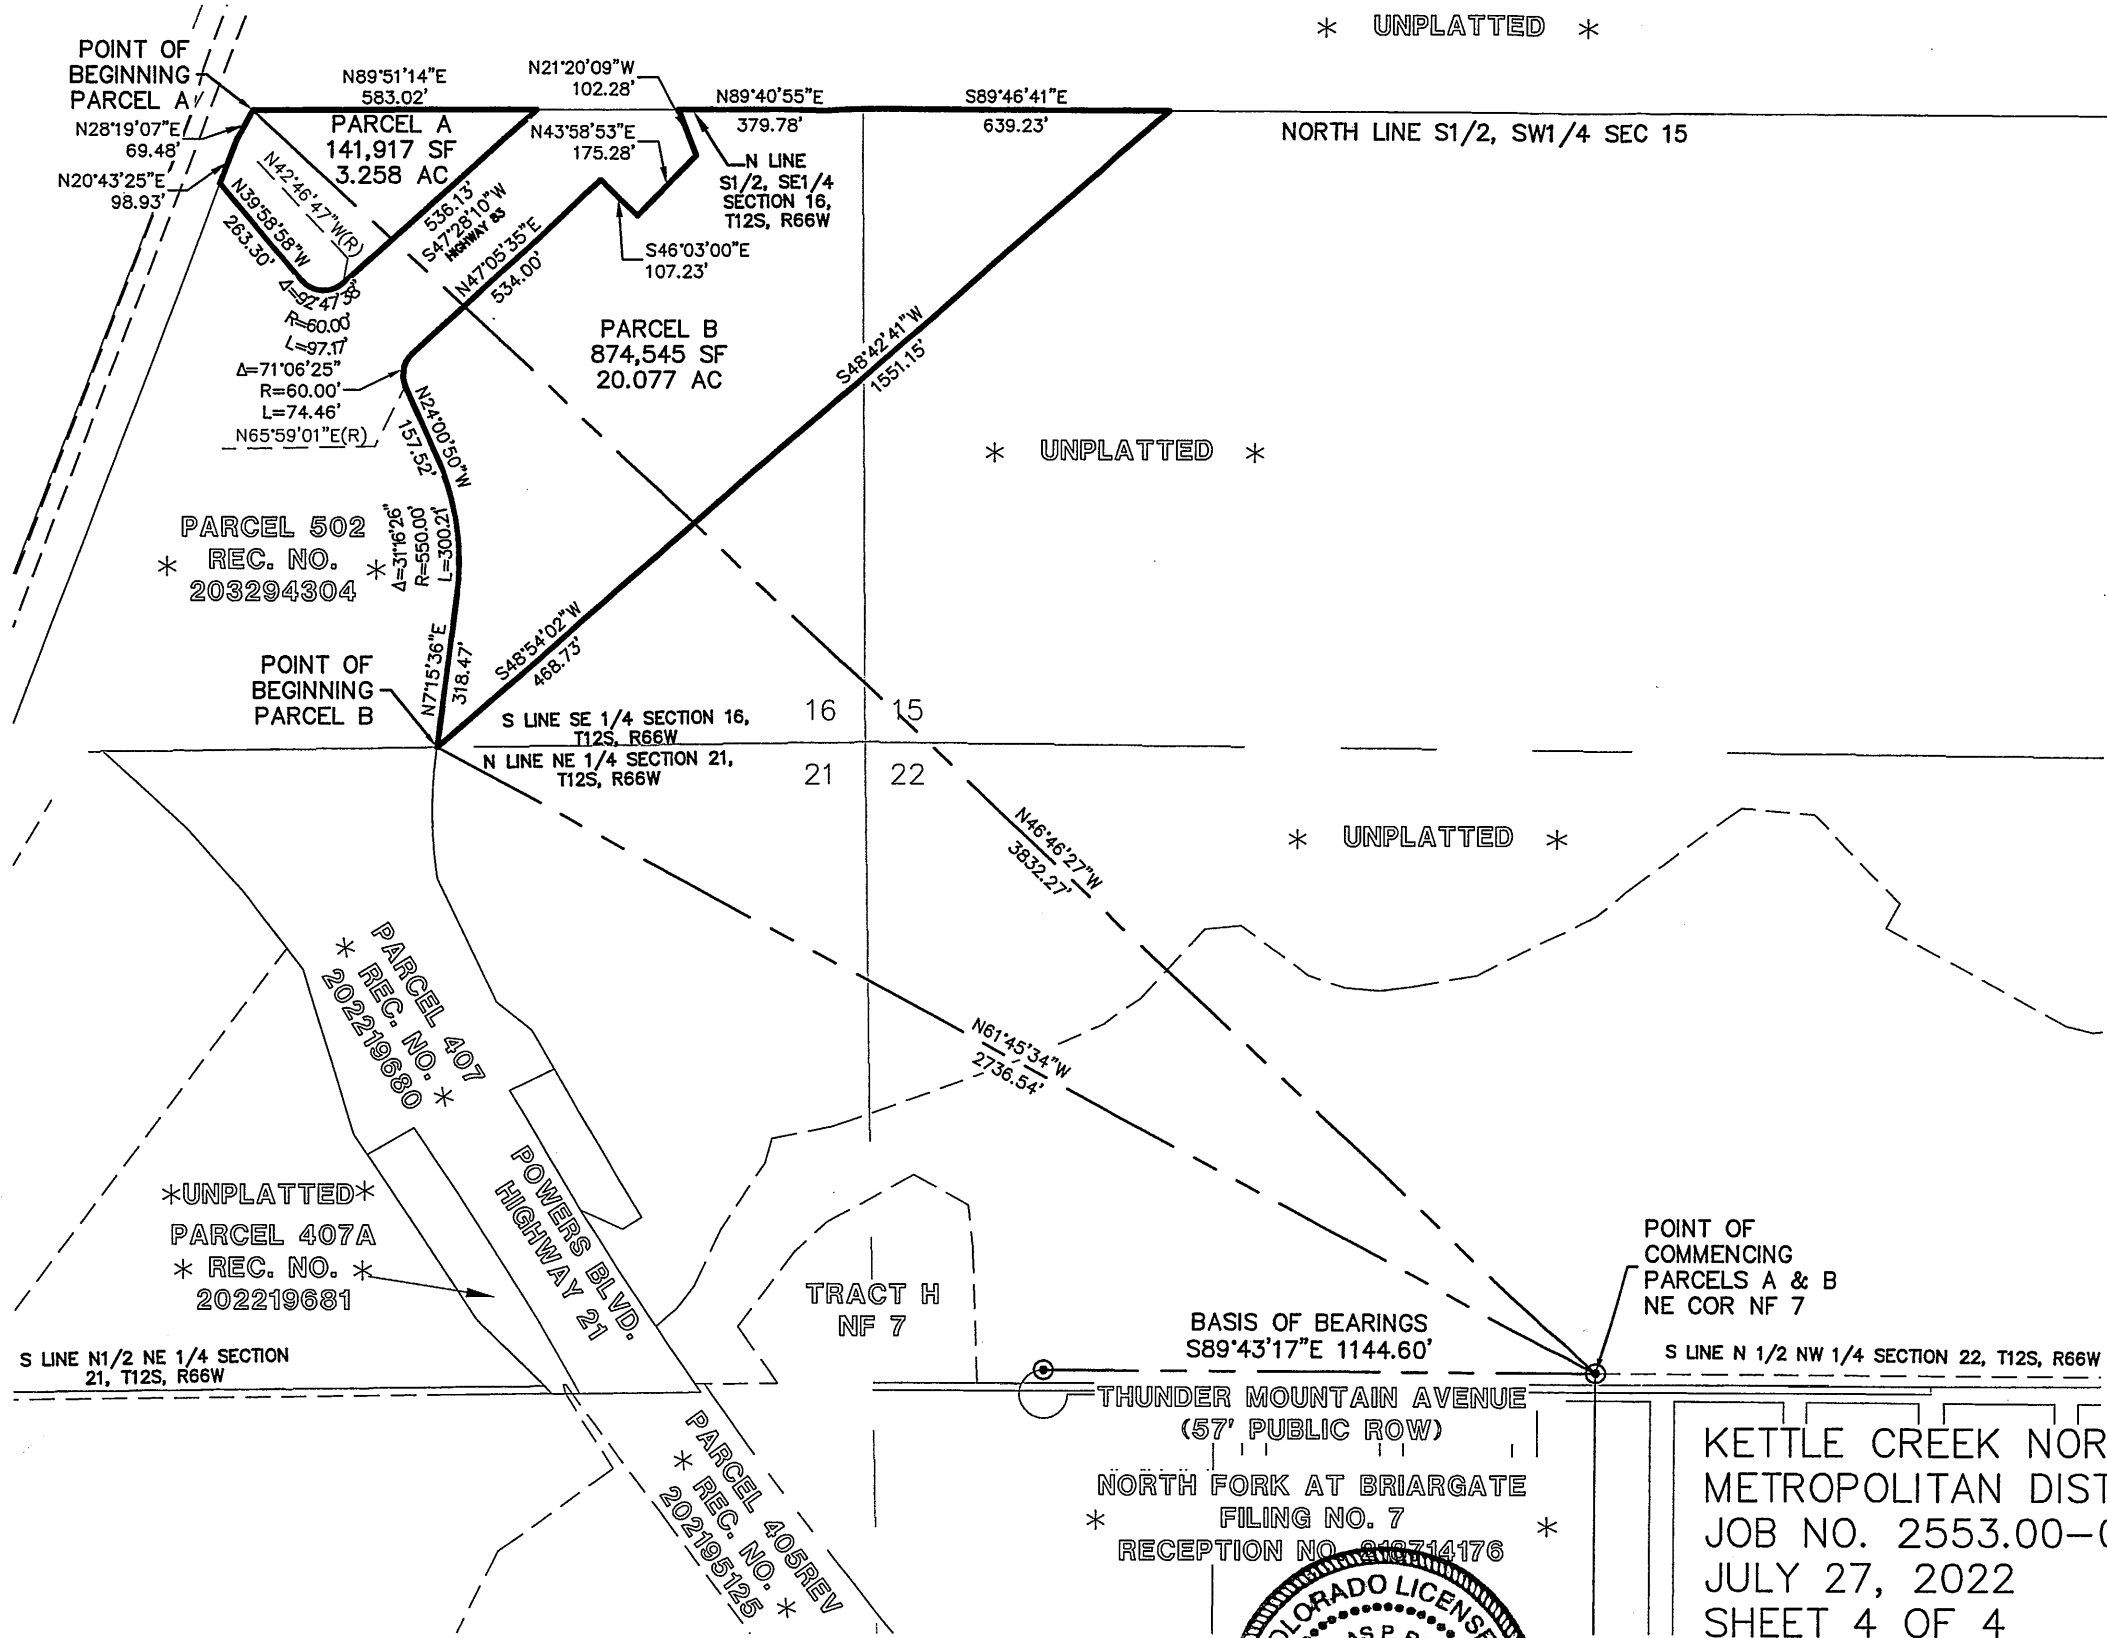 * UNPLATTED *
POINT OF
BEGINNING
PARCEL A
N28°19'07"E
69.48'
N20°43'25"E
98.93'
N89°51'14"E
583.02'
PARCEL A
141,917 SF
3.258 AC
N42°46'47"W(R)
N39°58'58"W
263.30'
536.13'
S47°28'10"W
HIGHWAY 83
N47°05'35"E
534.00'
N21°20'09"W
102.28'
N43°58'53"E
175.28'
S46°03'00"E
107.23'
N89°40'55"E
379.78'
S89°46'41"E
639.23'
N LINE
S1/2, SE1/4
SECTION 16,
T12S, R66W
NORTH LINE S1/2, SW1/4 SEC 15
Δ=92°47'38"
R=60.00'
L=97.17'
Δ=71°06'25"
R=60.00'
L=74.46'
N65°59'01"E(R)
PARCEL B
874,545 SF
20.077 AC
S48°42'41"W
1551.15'
N24°00'50"W
157.52'
* UNPLATTED *
PARCEL 502
* REC. NO. *
203294304
Δ=31°16'26"
R=550.00'
L=300.21'
N7°15'36"E
318.47'
S48°54'02"W
468.73'
POINT OF
BEGINNING
PARCEL B
S LINE SE 1/4 SECTION 16,
T12S, R66W
N LINE NE 1/4 SECTION 21,
T12S, R66W
16 15
21 22
* UNPLATTED *
N46°46'27"W
3832.27'
N61°45'34"W
2736.54'
PARCEL 407
* REC. NO. *
202219680
*UNPLATTED*
PARCEL 407A
* REC. NO. *
202219681
POWERS BLVD.
HIGHWAY 21
TRACT H
NF 7
POINT OF
COMMENCING
PARCELS A & B
NE COR NF 7
BASIS OF BEARINGS
S89°43'17"E 1144.60'
S LINE N 1/2 NW 1/4 SECTION 22, T12S, R66W
S LINE N1/2 NE 1/4 SECTION
21, T12S, R66W
THUNDER MOUNTAIN AVENUE
(57' PUBLIC ROW)
NORTH FORK AT BRIARGATE
* FILING NO. 7 *
RECEPTION NO. 218714176
PARCEL 405REV
* REC. NO. *
202195125
KETTLE CREEK NOR
METROPOLITAN DIST
JOB NO. 2553.00-0
JULY 27, 2022
SHEET 4 OF 4
COLORADO LICENSE